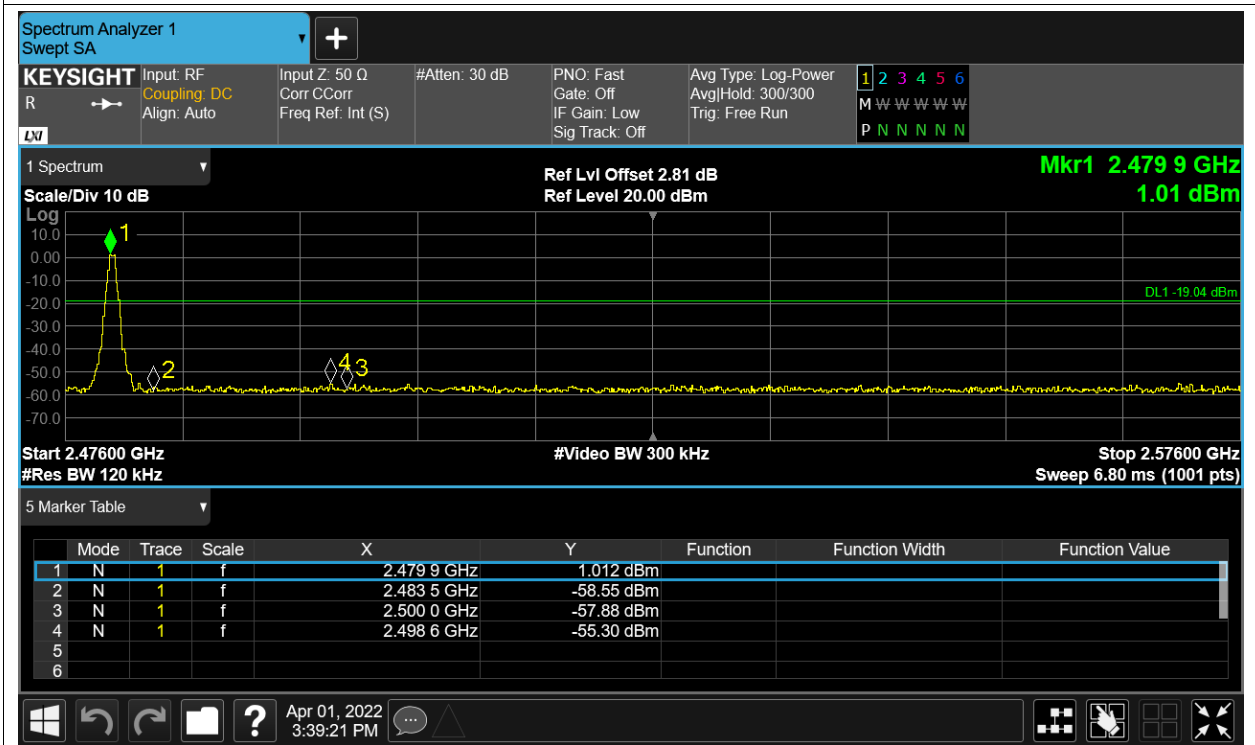 Spectrum Analyzer 1
Swept SA
KEYSIGHT Input: RF Input Z: 50 Ω #Atten: 30 dB PNO: Fast Avg Type: Log-Power 1 2 3 4 5 6
R Coupling: DC Corr CCorr Gate: Off Avg|Hold: 300/300 M W W W W W
Align: Auto Freq Ref: Int (S) IF Gain: Low Trig: Free Run
LXI Sig Track: Off P N N N N N
1 Spectrum Ref Lvl Offset 2.81 dB Mkr1 2.479 9 GHz
Scale/Div 10 dB Ref Level 20.00 dBm 1.01 dBm
Log
10.0 1
0.00
-10.0
DL1 -19.04 dBm
-20.0
-30.0
-40.0
-50.0 2 4 3
-60.0
-70.0
Start 2.47600 GHz #Video BW 300 kHz Stop 2.57600 GHz
#Res BW 120 kHz Sweep 6.80 ms (1001 pts)
5 Marker Table
Mode Trace Scale X Y Function Function Width Function Value
1 N 1 f 2.479 9 GHz 1.012 dBm
2 N 1 f 2.483 5 GHz -58.55 dBm
3 N 1 f 2.500 0 GHz -57.88 dBm
4 N 1 f 2.498 6 GHz -55.30 dBm
5
6
? Apr 01, 2022
3:39:21 PM